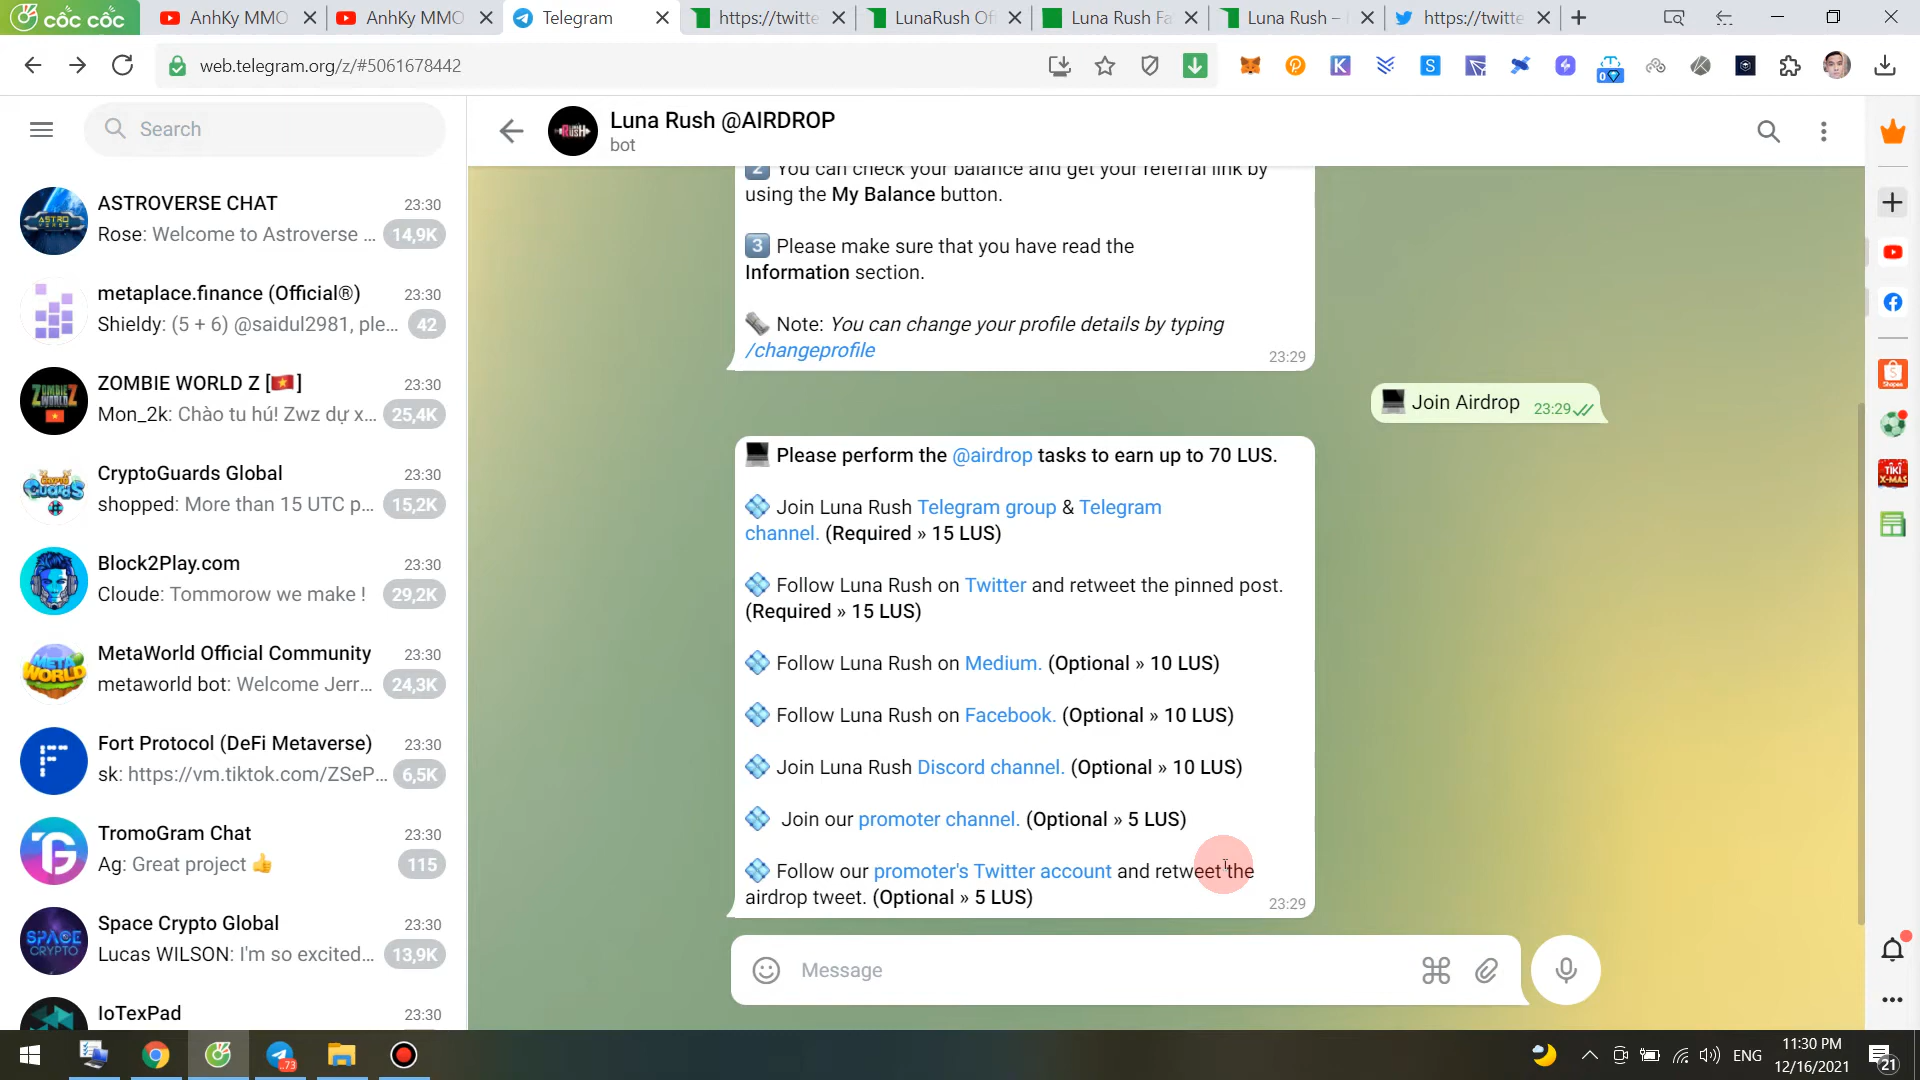 cốc cốc
AnhKy MMO
AnhKy MMO
Telegram
https://twitte
LunaRush Off
Luna Rush Fa
Luna Rush –
https://twitte
web.telegram.org/z/#5061678442
Search
ASTROVERSE CHAT 23:30
Rose: Welcome to Astroverse ... 14,9K
metaplace.finance (Official®) 23:30
Shieldy: (5 + 6) @saidul2981, ple... 42
ZOMBIE WORLD Z [🇻🇳] 23:30
Mon_2k: Chào tu hú! Zwz dự x... 25,4K
CryptoGuards Global 23:30
shopped: More than 15 UTC p... 15,2K
Block2Play.com 23:30
Cloude: Tommorow we make ! 29,2K
MetaWorld Official Community 23:30
metaworld bot: Welcome Jerr... 24,3K
Fort Protocol (DeFi Metaverse) 23:30
sk: https://vm.tiktok.com/ZSeP... 6,5K
TromoGram Chat 23:30
Ag: Great project 👍 115
Space Crypto Global 23:30
Lucas WILSON: I'm so excited... 13,9K
IoTexPad 23:30
Luna Rush @AIRDROP
bot
2️⃣ You can check your balance and get your referral link by
using the My Balance button.
3️⃣ Please make sure that you have read the
Information section.
🗞 Note: You can change your profile details by typing
/changeprofile 23:29
💻 Join Airdrop 23:29
💻 Please perform the @airdrop tasks to earn up to 70 LUS.
💠 Join Luna Rush Telegram group & Telegram
channel. (Required » 15 LUS)
💠 Follow Luna Rush on Twitter and retweet the pinned post.
(Required » 15 LUS)
💠 Follow Luna Rush on Medium. (Optional » 10 LUS)
💠 Follow Luna Rush on Facebook. (Optional » 10 LUS)
💠 Join Luna Rush Discord channel. (Optional » 10 LUS)
💠 Join our promoter channel. (Optional » 5 LUS)
💠 Follow our promoter's Twitter account and retweet the
airdrop tweet. (Optional » 5 LUS) 23:29
Message
ENG
11:30 PM
12/16/2021
21